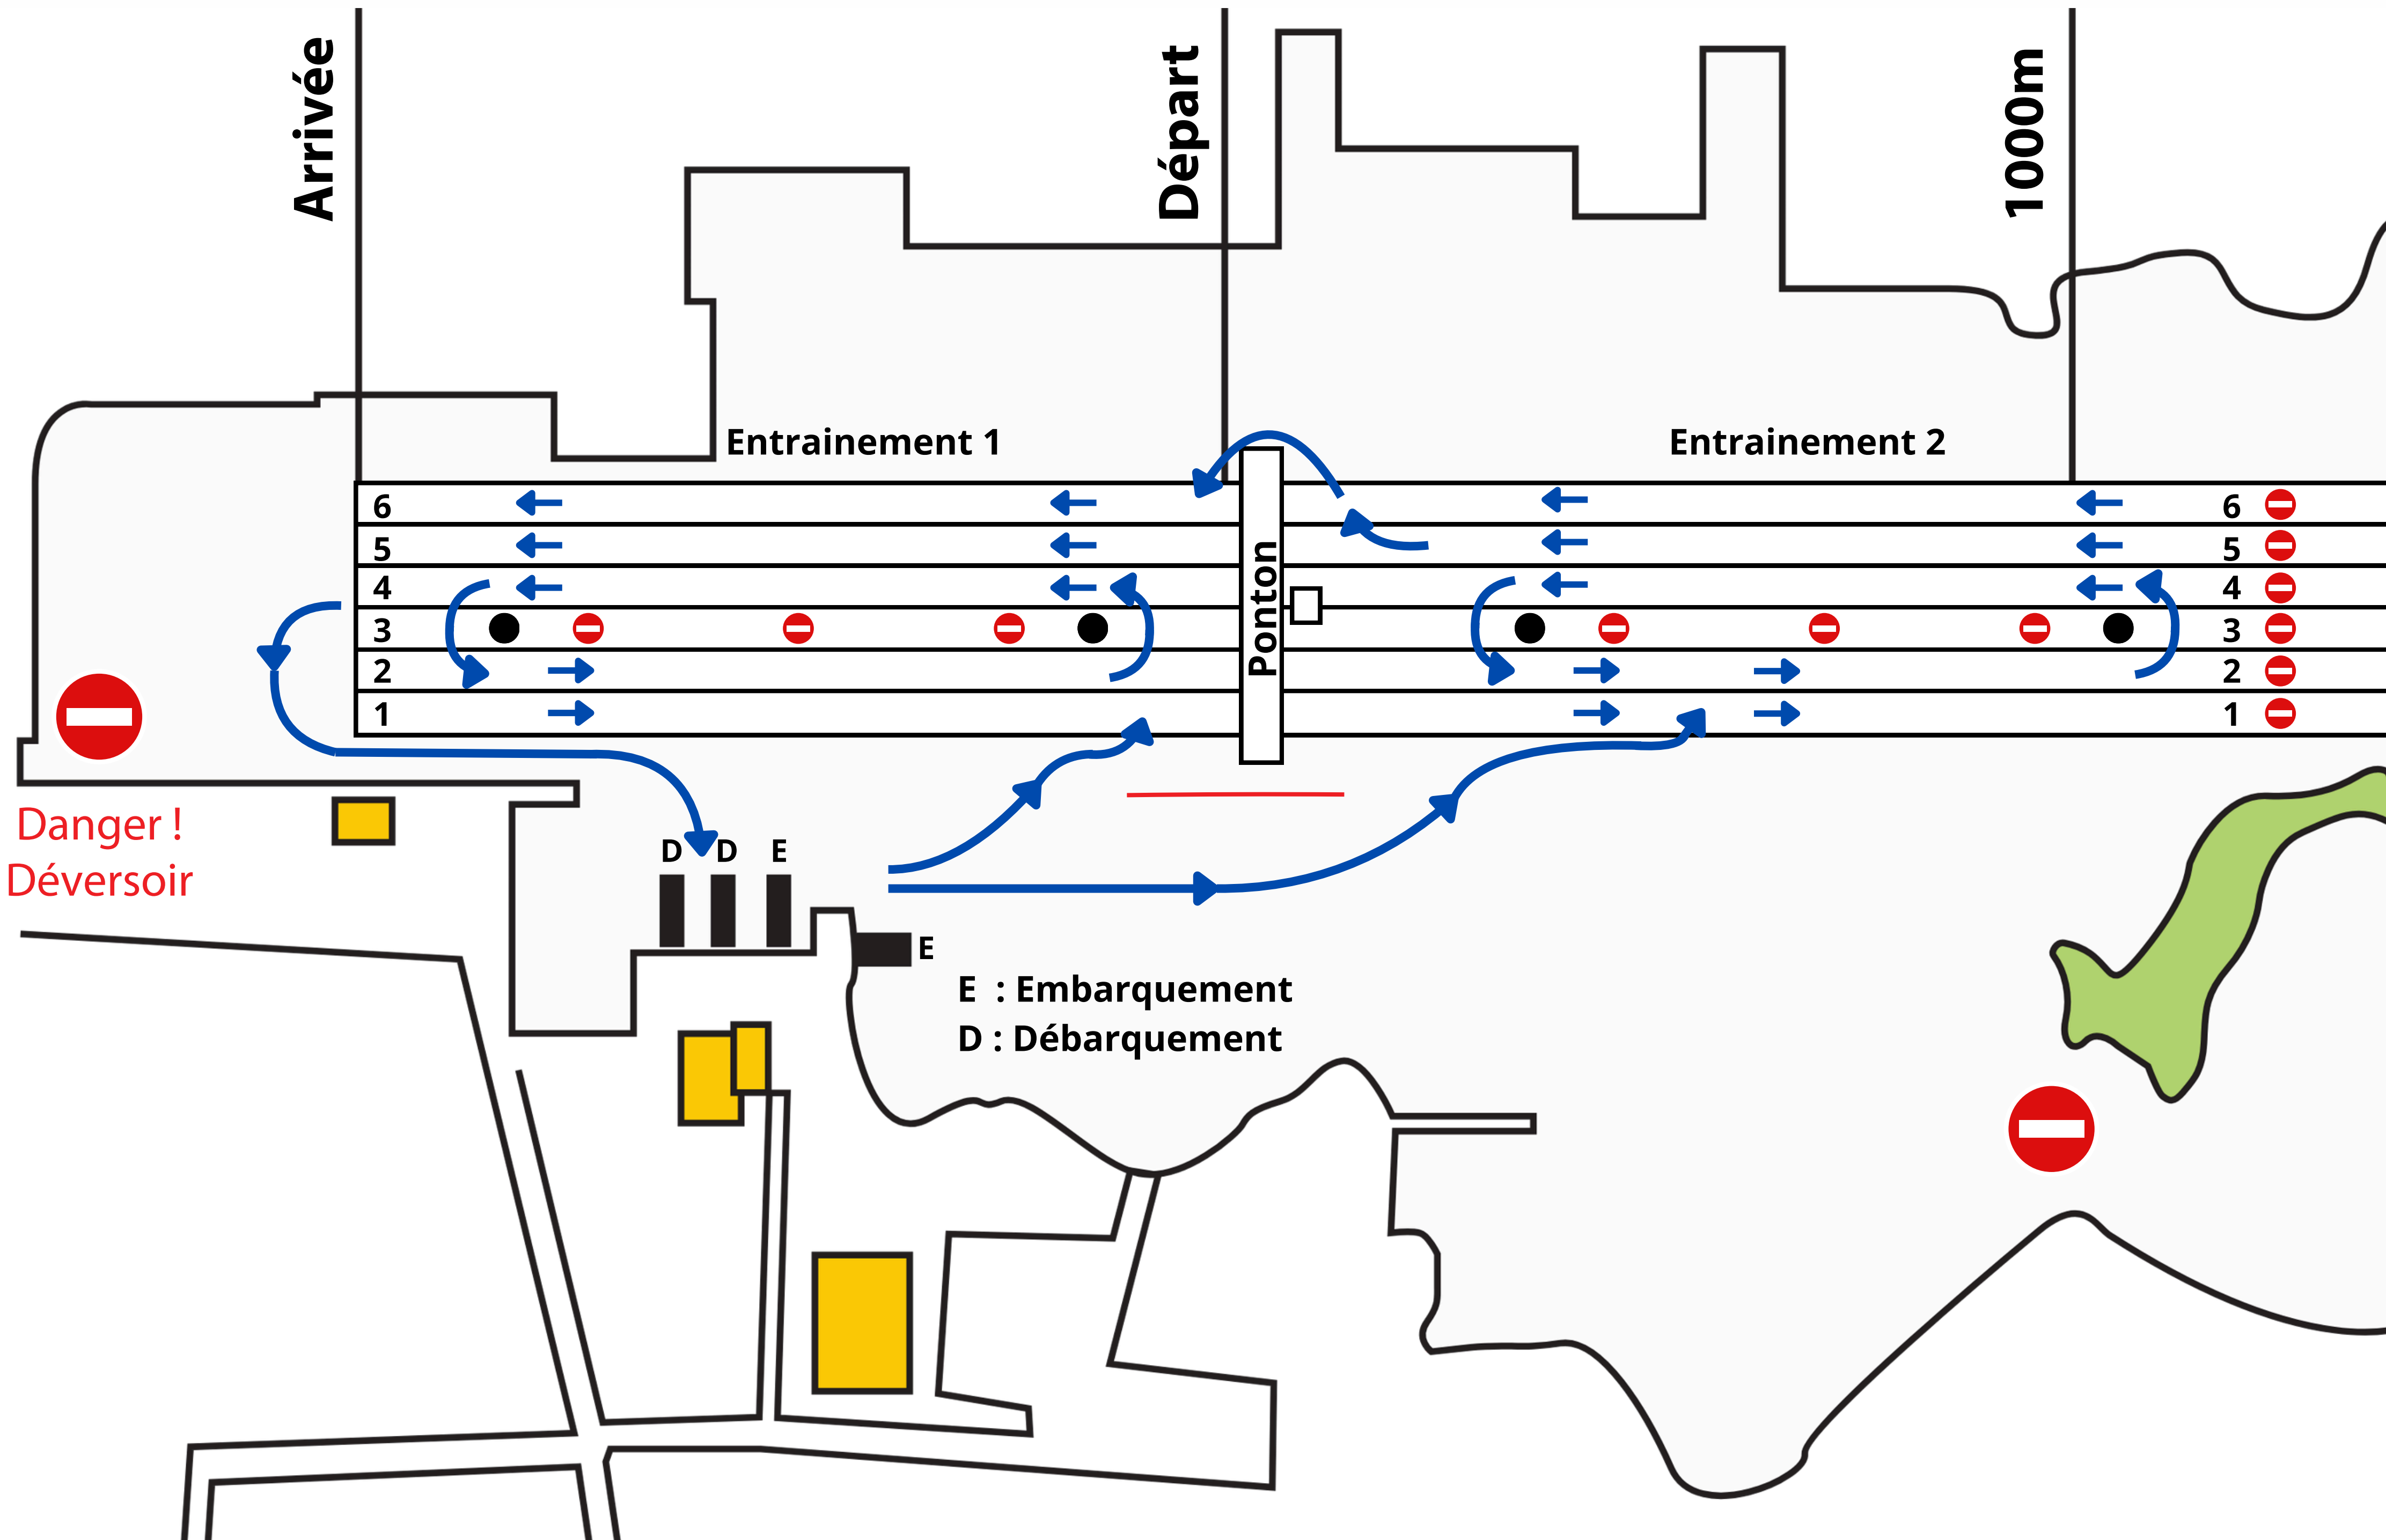 Arrivée
Départ
1000m
Entrainement 1
Entrainement 2
6
5
4
3
2
1
Ponton
6
5
4
3
2
1
Danger !
Déversoir
D
D
E
E
E : Embarquement
D : Débarquement